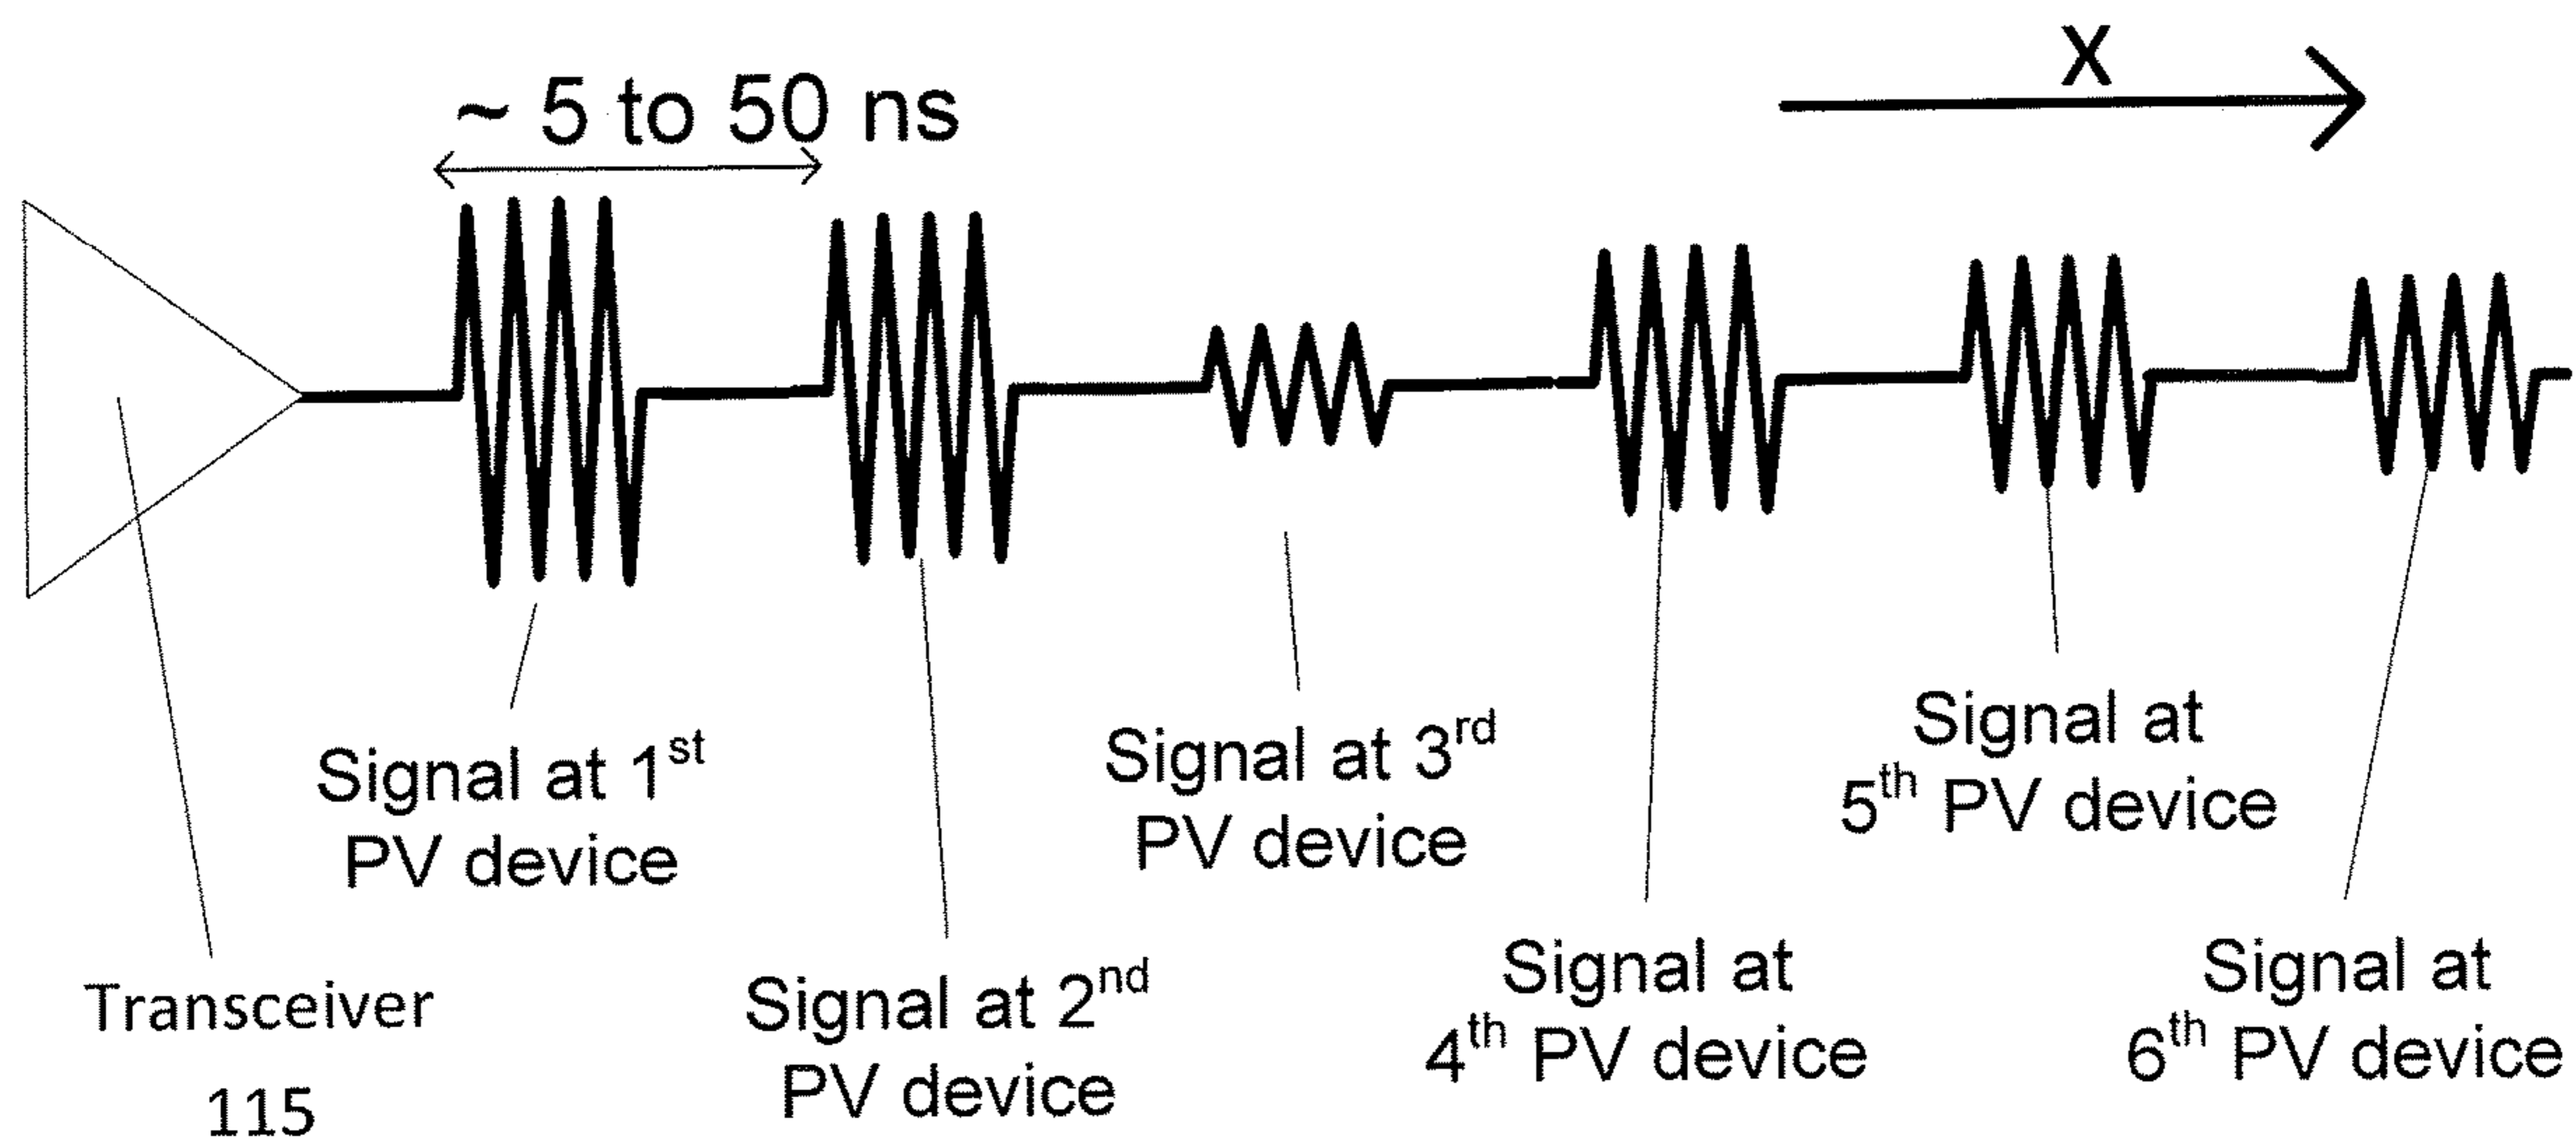 ~ 5 to 50 ns
X
Signal at 1st
PV device
Signal at 2nd
PV device
Signal at 3rd
PV device
Signal at
4th PV device
Signal at
5th PV device
Signal at
6th PV device
Transceiver
115